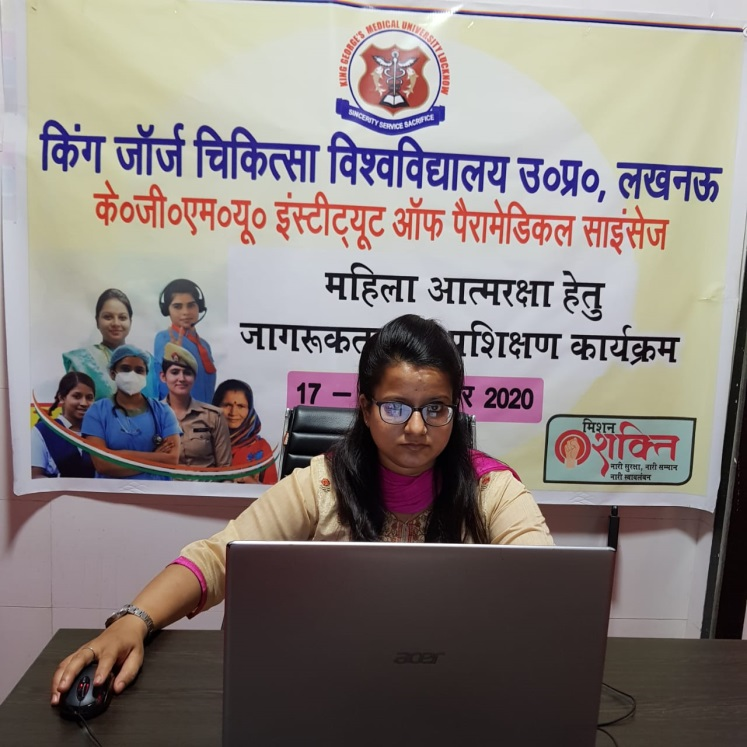 KING GEORGE'S MEDICAL UNIVERSITY LUCKNOW
SINCERITY SERVICE SACRIFICE
किंग जॉर्ज चिकित्सा विश्वविद्यालय उ०प्र०, लखनऊ
के०जी०एम०यू० इंस्टीट्यूट ऑफ पैरामेडिकल साइंसेज
महिला आत्मरक्षा हेतु
प्रशिक्षण कार्यक्रम
17 – 2020
मिशन
शक्ति
नारी सुरक्षा, नारी सम्मान
नारी स्वावलंबन
acer